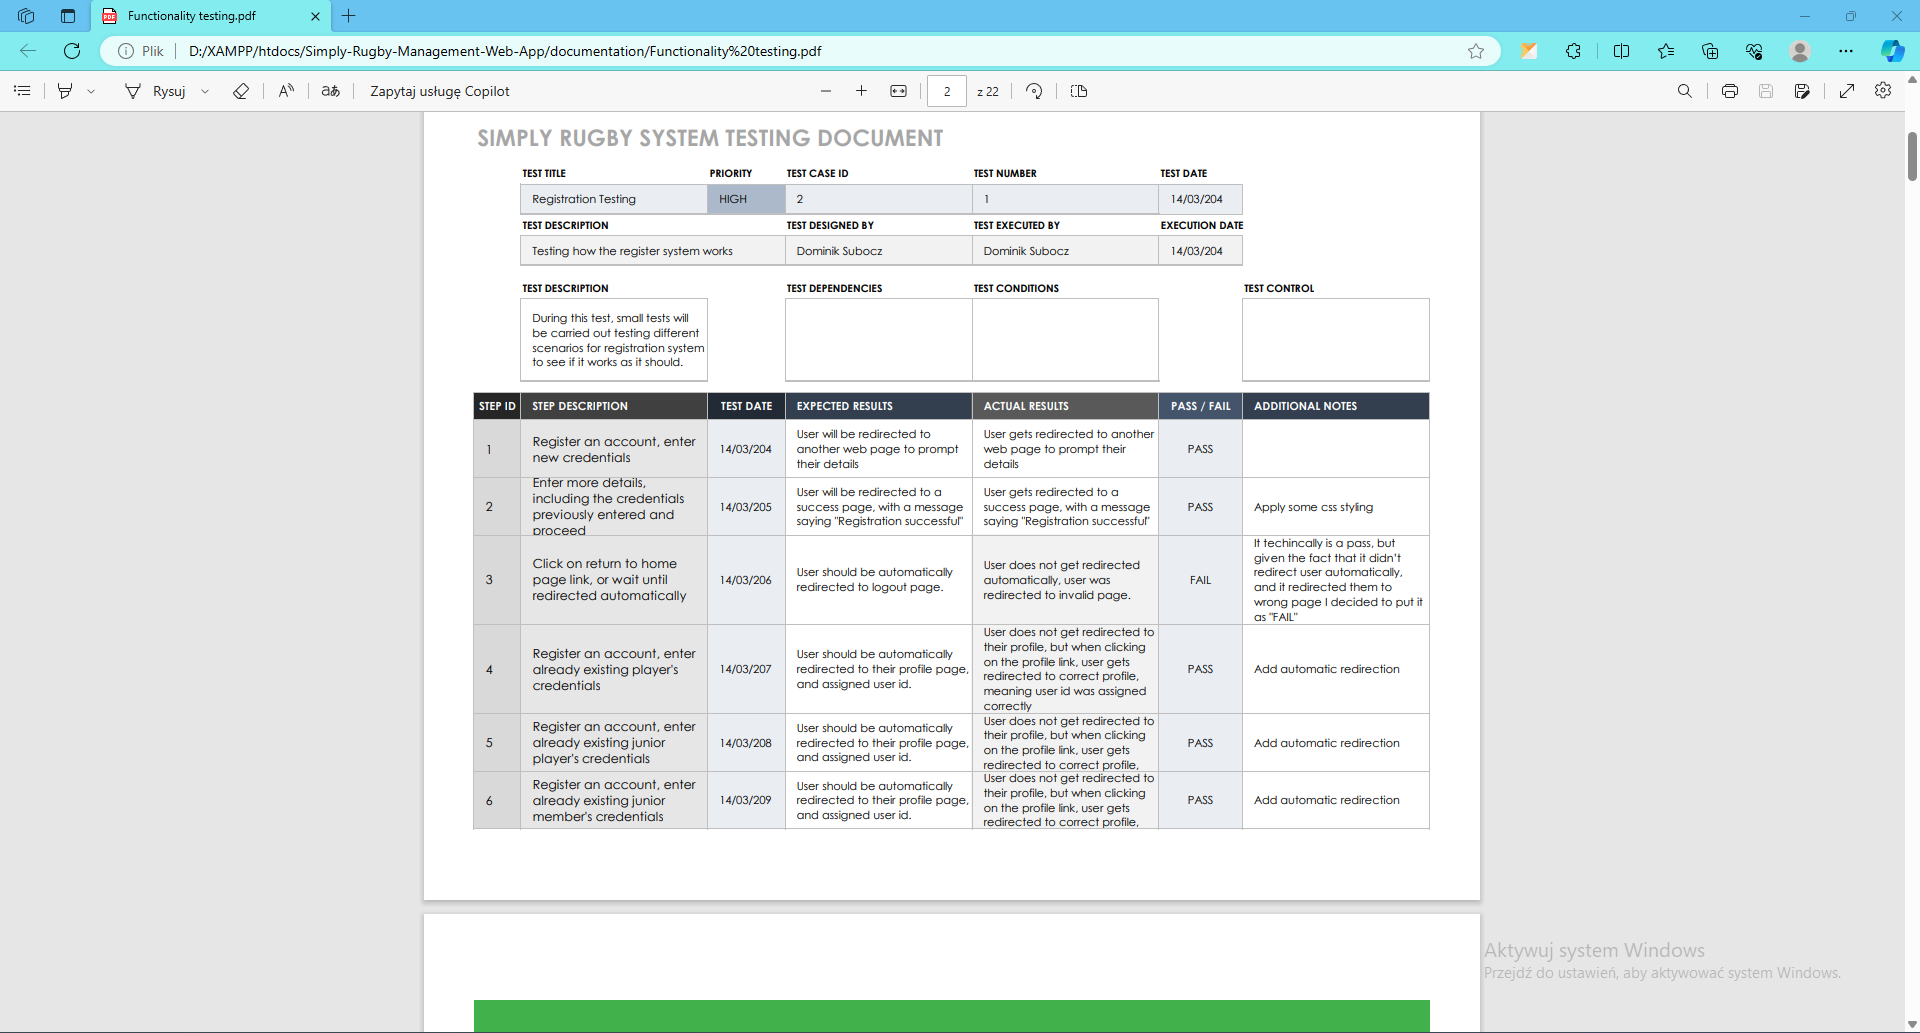 Functionality testing.pdf
Plik
D:/XAMPP/htdocs/Simply-Rugby-Management-Web-App/documentation/Functionality%20testing.pdf
Rysuj
Zapytaj usługę Copilot
2
z 22
SIMPLY RUGBY SYSTEM TESTING DOCUMENT
TEST TITLE PRIORITY TEST CASE ID TEST NUMBER TEST DATE
Registration Testing HIGH 2 1 14/03/204
TEST DESCRIPTION TEST DESIGNED BY TEST EXECUTED BY EXECUTION DATE
Testing how the register system works Dominik Subocz Dominik Subocz 14/03/204
TEST DESCRIPTION TEST DEPENDENCIES TEST CONDITIONS TEST CONTROL
During this test, small tests will
be carried out testing different
scenarios for registration system
to see if it works as it should.
STEP ID STEP DESCRIPTION TEST DATE EXPECTED RESULTS ACTUAL RESULTS PASS / FAIL ADDITIONAL NOTES
1
Register an account, enter
new credentials
14/03/204
User will be redirected to
another web page to prompt
their details
User gets redirected to another
web page to prompt their
details
PASS
2
Enter more details,
including the credentials
previously entered and
proceed
14/03/205
User will be redirected to a
success page, with a message
saying "Registration successful"
User gets redirected to a
success page, with a message
saying "Registration successful"
PASS
Apply some css styling
3
Click on return to home
page link, or wait until
redirected automatically
14/03/206
User should be automatically
redirected to logout page.
User does not get redirected
automatically, user was
redirected to invalid page.
FAIL
It techincally is a pass, but
given the fact that it didn't
redirect user automatically,
and it redirected them to
wrong page I decided to put it
as "FAIL"
4
Register an account, enter
already existing player's
credentials
14/03/207
User should be automatically
redirected to their profile page,
and assigned user id.
User does not get redirected to
their profile, but when clicking
on the profile link, user gets
redirected to correct profile,
meaning user id was assigned
correctly
PASS
Add automatic redirection
5
Register an account, enter
already existing junior
player's credentials
14/03/208
User should be automatically
redirected to their profile page,
and assigned user id.
User does not get redirected to
their profile, but when clicking
on the profile link, user gets
redirected to correct profile,
PASS
Add automatic redirection
6
Register an account, enter
already existing junior
member's credentials
14/03/209
User should be automatically
redirected to their profile page,
and assigned user id.
User does not get redirected to
their profile, but when clicking
on the profile link, user gets
redirected to correct profile,
PASS
Add automatic redirection
Aktywuj system Windows
Przejdź do ustawień, aby aktywować system Windows.